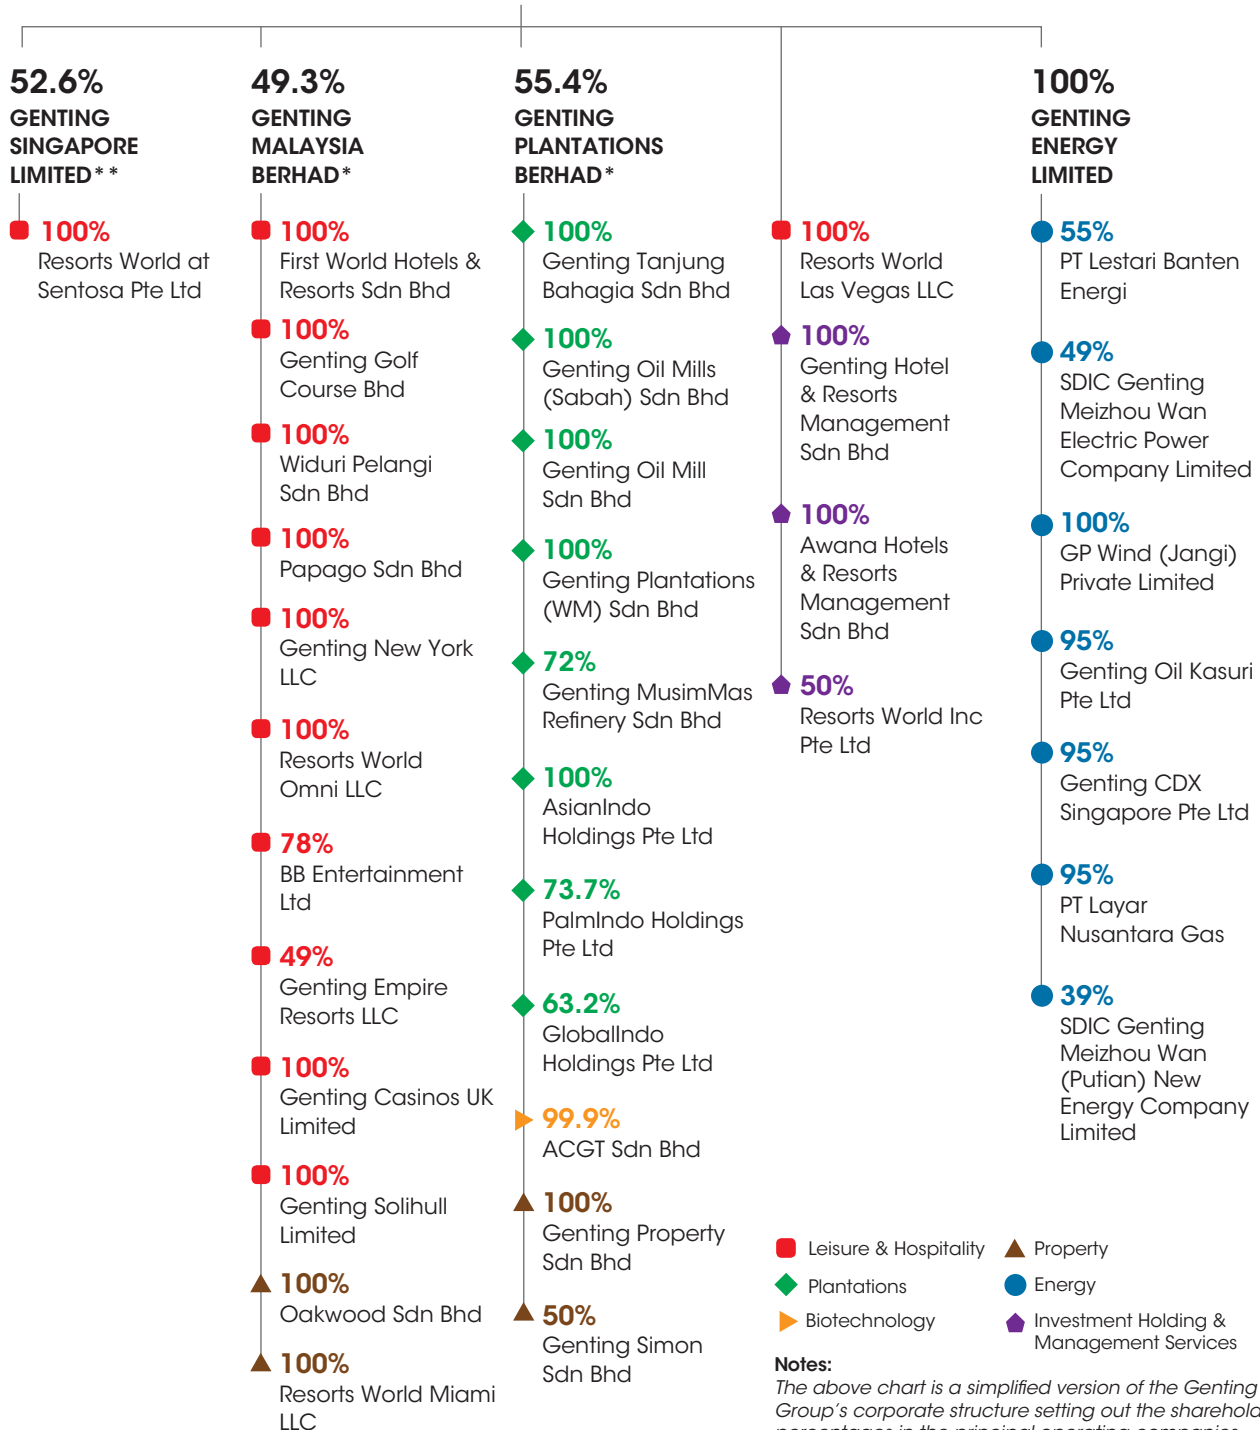 52.6%
GENTING
SINGAPORE
LIMITED**
100%
Resorts World at
Sentosa Pte Ltd
49.3%
GENTING
MALAYSIA
BERHAD*
100%
First World Hotels &
Resorts Sdn Bhd
100%
Genting Golf
Course Bhd
100%
Widuri Pelangi
Sdn Bhd
100%
Papago Sdn Bhd
100%
Genting New York
LLC
100%
Resorts World
Omni LLC
78%
BB Entertainment
Ltd
49%
Genting Empire
Resorts LLC
100%
Genting Casinos UK
Limited
100%
Genting Solihull
Limited
100%
Oakwood Sdn Bhd
100%
Resorts World Miami
LLC
55.4%
GENTING
PLANTATIONS
BERHAD*
100%
Genting Tanjung
Bahagia Sdn Bhd
100%
Genting Oil Mills
(Sabah) Sdn Bhd
100%
Genting Oil Mill
Sdn Bhd
100%
Genting Plantations
(WM) Sdn Bhd
72%
Genting MusimMas
Refinery Sdn Bhd
100%
AsianIndo
Holdings Pte Ltd
73.7%
PalmIndo Holdings
Pte Ltd
63.2%
GlobalIndo
Holdings Pte Ltd
99.9%
ACGT Sdn Bhd
100%
Genting Property
Sdn Bhd
50%
Genting Simon
Sdn Bhd
100%
Resorts World
Las Vegas LLC
100%
Genting Hotel
& Resorts
Management
Sdn Bhd
100%
Awana Hotels
& Resorts
Management
Sdn Bhd
50%
Resorts World Inc
Pte Ltd
100%
GENTING
ENERGY
LIMITED
55%
PT Lestari Banten
Energi
49%
SDIC Genting
Meizhou Wan
Electric Power
Company Limited
100%
GP Wind (Jangi)
Private Limited
95%
Genting Oil Kasuri
Pte Ltd
95%
Genting CDX
Singapore Pte Ltd
95%
PT Layar
Nusantara Gas
39%
SDIC Genting
Meizhou Wan
(Putian) New
Energy Company
Limited
Leisure & Hospitality
Property
Plantations
Energy
Biotechnology
Investment Holding &
Management Services
Notes:
The above chart is a simplified version of the Genting
Group's corporate structure setting out the
percentages in the principal operating companies